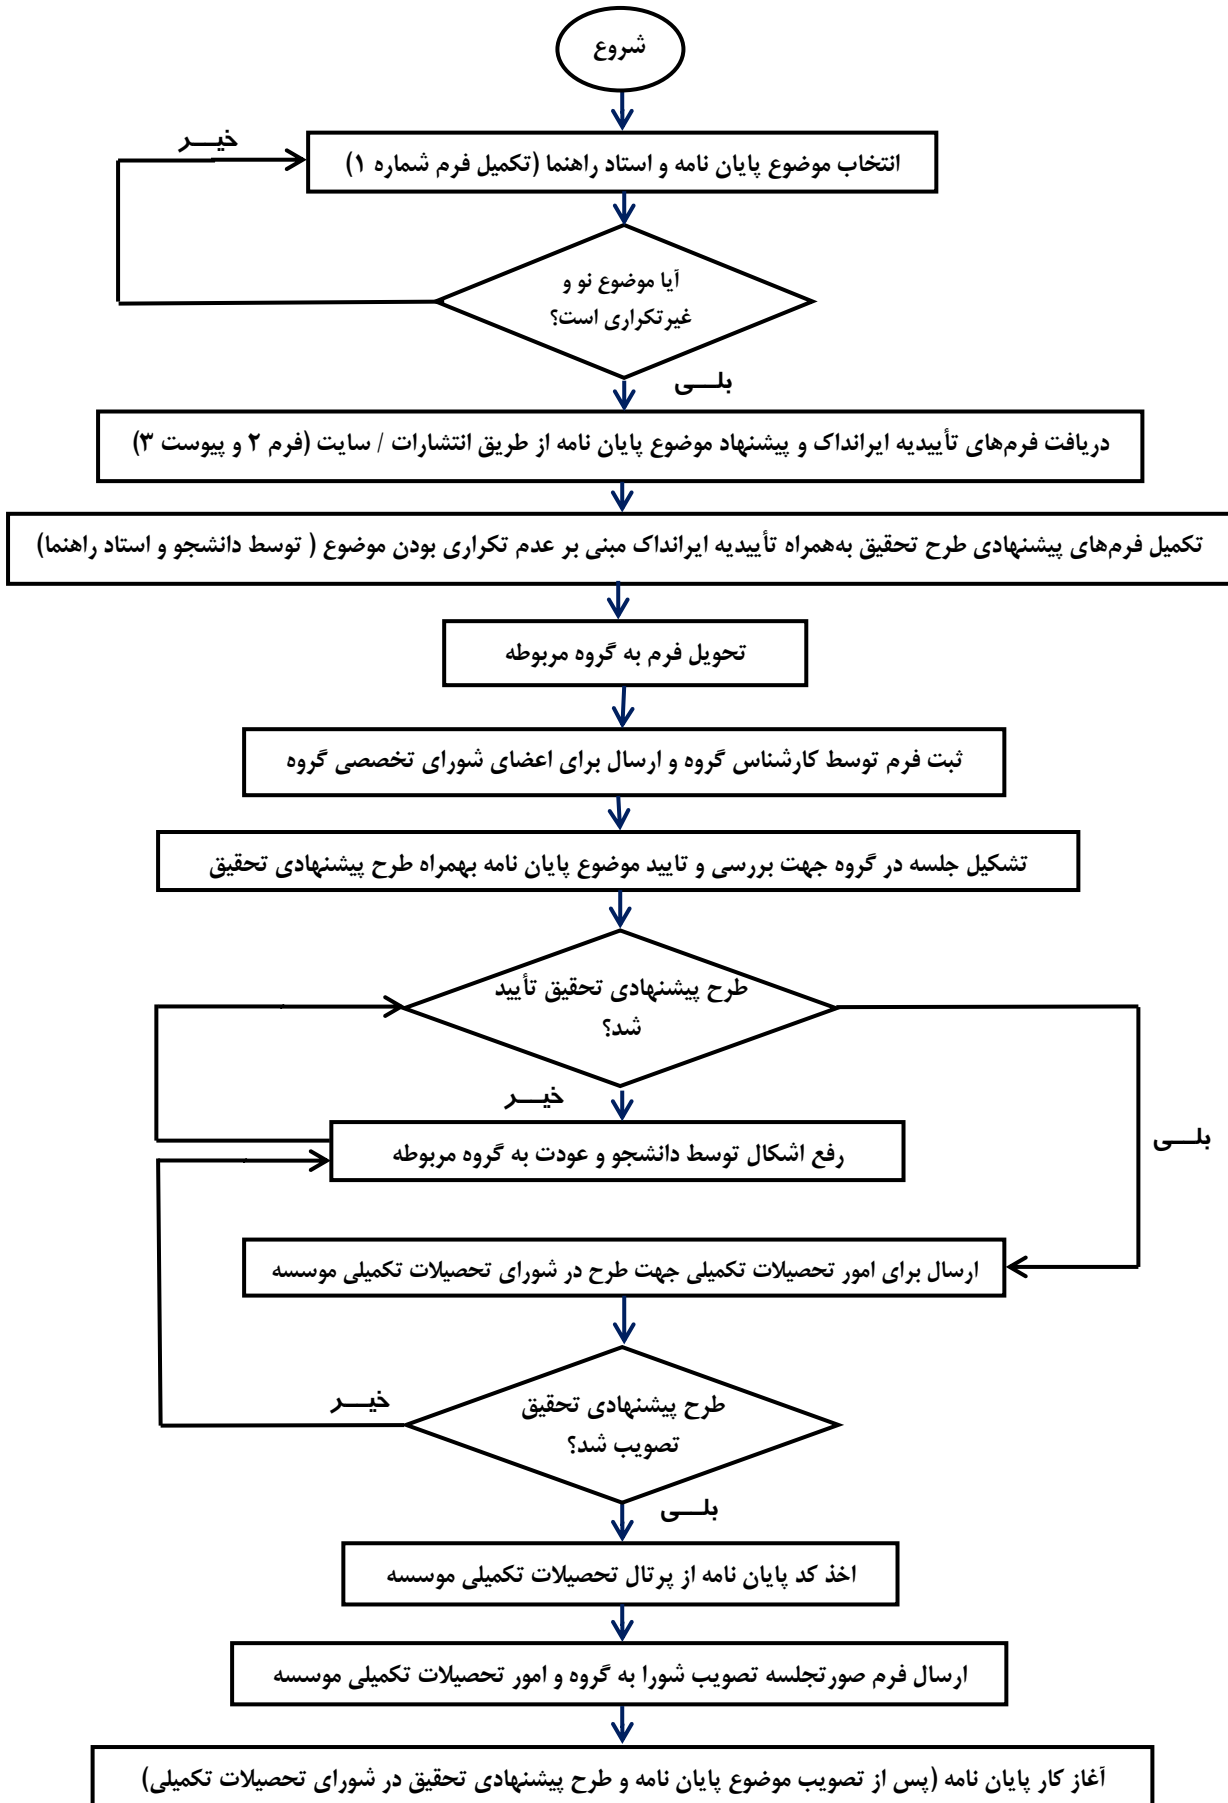 شروع
خیـــر
انتخاب موضوع پایان نامه و استاد راهنما (تکمیل فرم شماره ۱)
آیا موضوع نو و
غیرتکراری است؟
بلـــی
دریافت فرم‌های تأییدیه ایرانداک و پیشنهاد موضوع پایان نامه از طریق انتشارات / سایت (فرم ۲ و پیوست ۳)
تکمیل فرم‌های پیشنهادی طرح تحقیق به‌همراه تأییدیه ایرانداک مبنی بر عدم تکراری بودن موضوع ( توسط دانشجو و استاد راهنما)
تحویل فرم به گروه مربوطه
ثبت فرم توسط کارشناس گروه و ارسال برای اعضای شورای تخصصی گروه
تشکیل جلسه در گروه جهت بررسی و تایید موضوع پایان نامه بهمراه طرح پیشنهادی تحقیق
طرح پیشنهادی تحقیق تأیید
شد؟
خیـــر
بلـــی
رفع اشکال توسط دانشجو و عودت به گروه مربوطه
ارسال برای امور تحصیلات تکمیلی جهت طرح در شورای تحصیلات تکمیلی موسسه
خیـــر
طرح پیشنهادی تحقیق
تصویب شد؟
بلـــی
اخذ کد پایان نامه از پرتال تحصیلات تکمیلی موسسه
ارسال فرم صورتجلسه تصویب شورا به گروه و امور تحصیلات تکمیلی موسسه
آغاز کار پایان نامه (پس از تصویب موضوع پایان نامه و طرح پیشنهادی تحقیق در شورای تحصیلات تکمیلی)